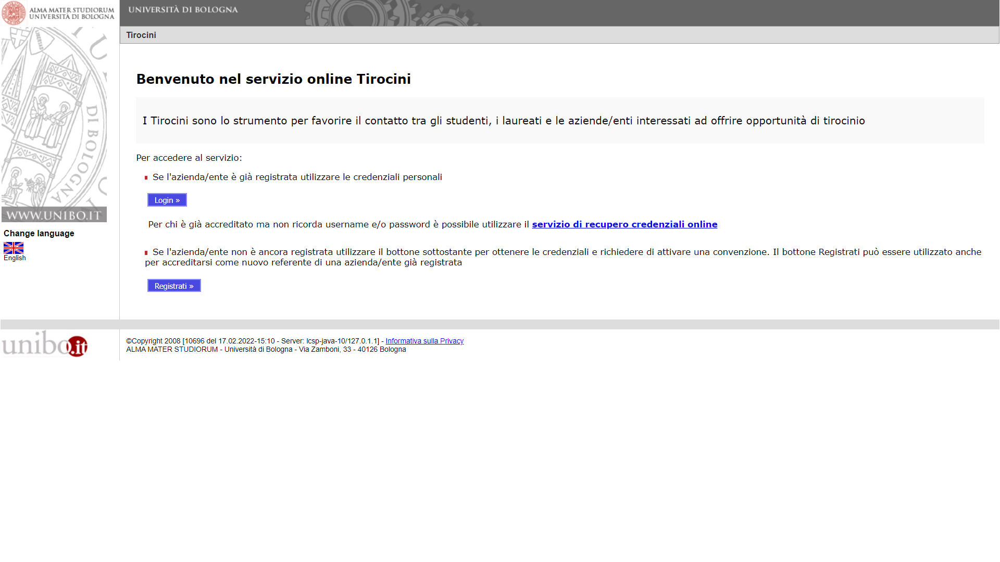 ALMA MATER STUDIORUM
UNIVERSITÀ DI BOLOGNA
UNIVERSITÀ DI BOLOGNA
Tirocini
LIBERTAS
DI BOLOGNA
WWW.UNIBO.IT
Change language
English
Benvenuto nel servizio online Tirocini
I Tirocini sono lo strumento per favorire il contatto tra gli studenti, i laureati e le aziende/enti interessati ad offrire opportunità di tirocinio
Per accedere al servizio:
Se l'azienda/ente è già registrata utilizzare le credenziali personali
Login »
Per chi è già accreditato ma non ricorda username e/o password è possibile utilizzare il servizio di recupero credenziali online
Se l'azienda/ente non è ancora registrata utilizzare il bottone sottostante per ottenere le credenziali e richiedere di attivare una convenzione. Il bottone Registrati può essere utilizzato anche
per accreditarsi come nuovo referente di una azienda/ente già registrata
Registrati »
unibo.it
©Copyright 2008 [10696 del 17.02.2022-15:10 - Server: lcsp-java-10/127.0.1.1] - Informativa sulla Privacy
ALMA MATER STUDIORUM - Università di Bologna - Via Zamboni, 33 - 40126 Bologna